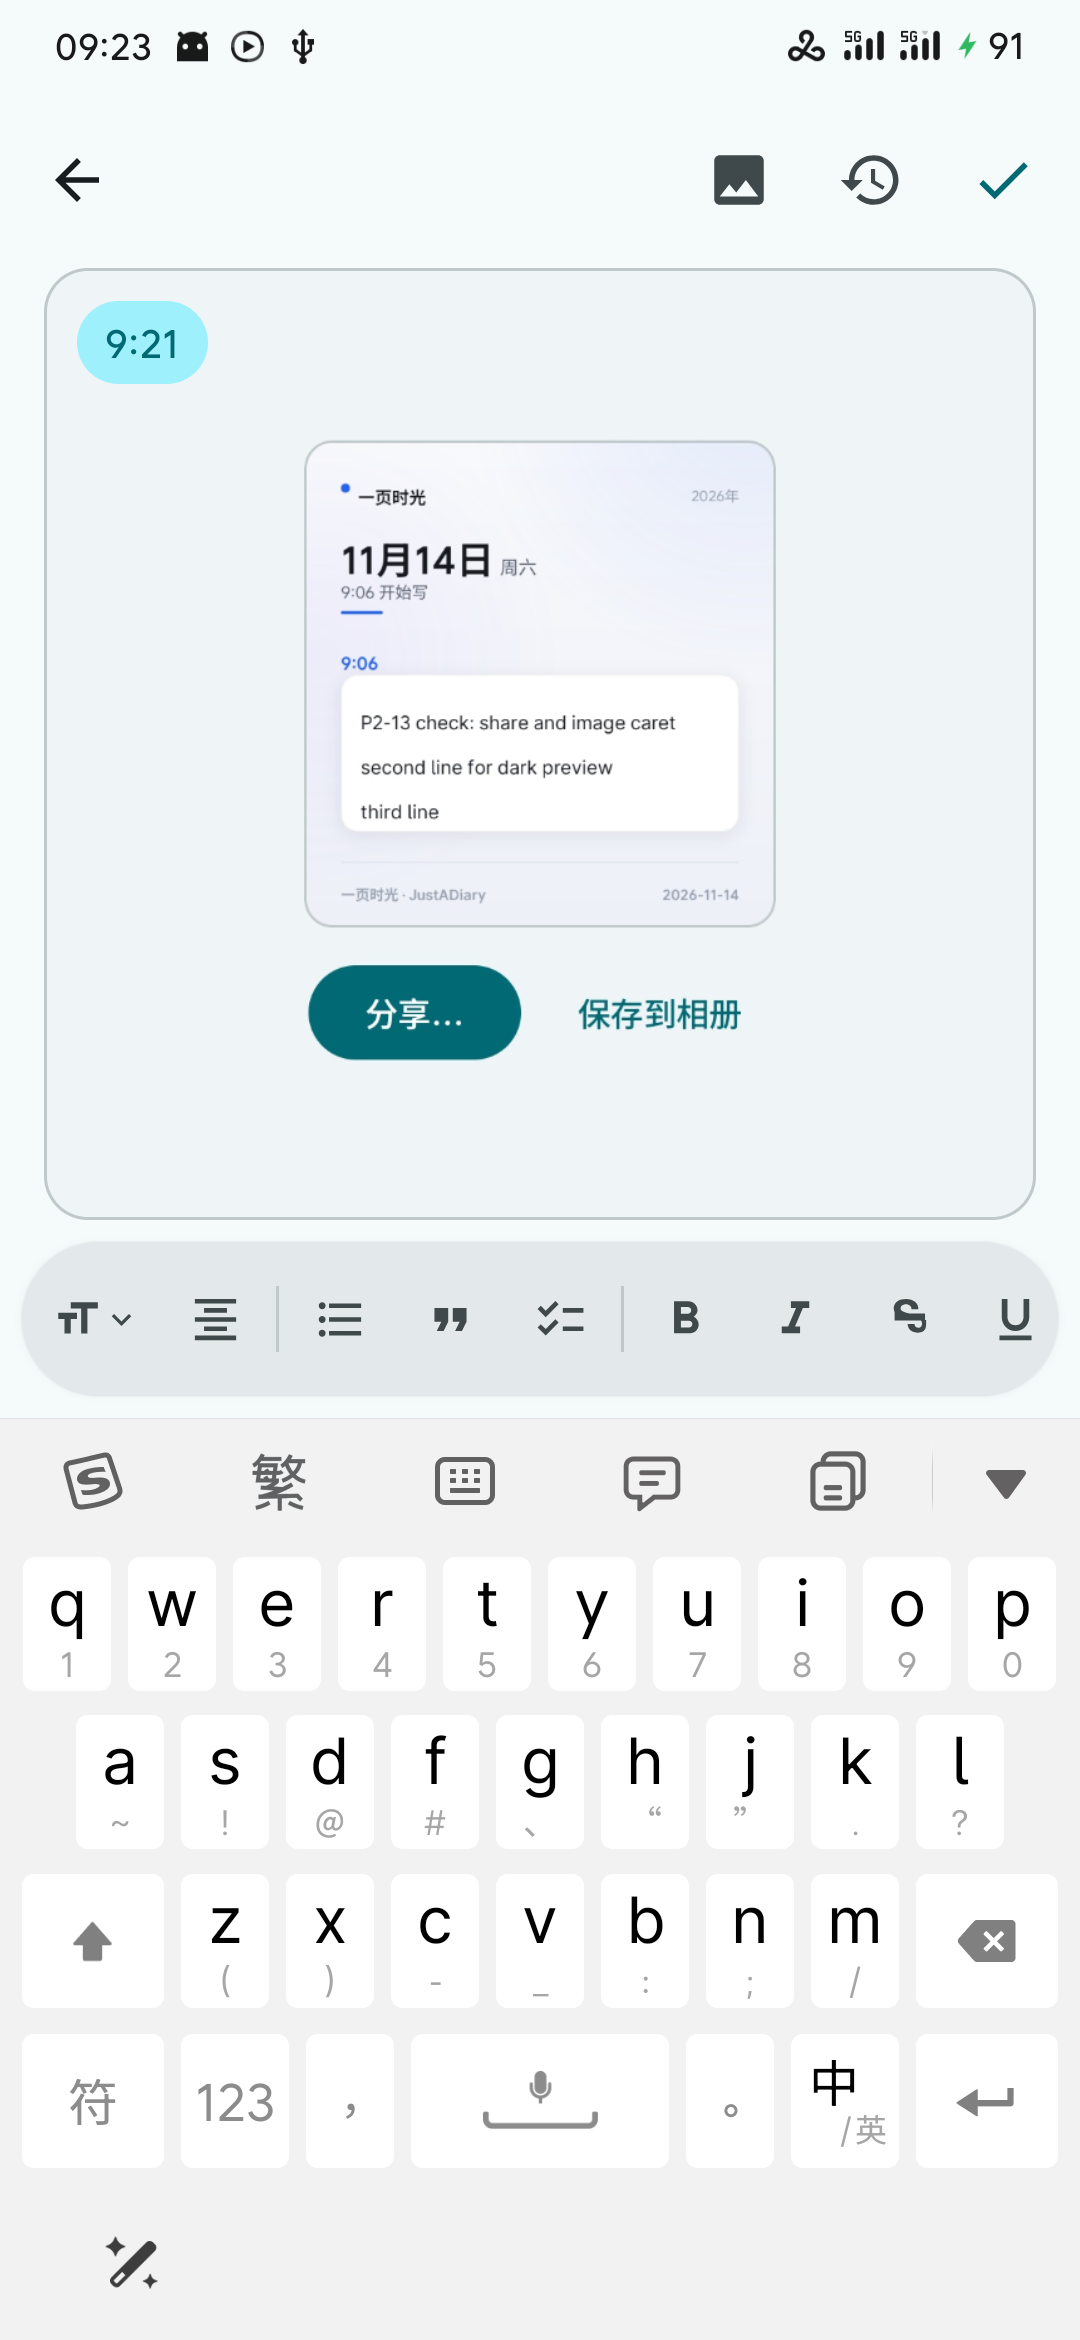 09:23
5G 5G 91
9:21
一页时光 2026年
11月14日 周六
9:06 开始写
9:06
P2-13 check: share and image caret
second line for dark preview
third line
一页时光 · JustADiary 2026-11-14
分享... 保存到相册
TT B I S U
S 繁
q w e r t y u i o p
1 2 3 4 5 6 7 8 9 0
a s d f g h j k l
~ ! @ # 、 “ ” . ?
z x c v b n m
( ) - _ : ; /
符 123 ， 。 中/英